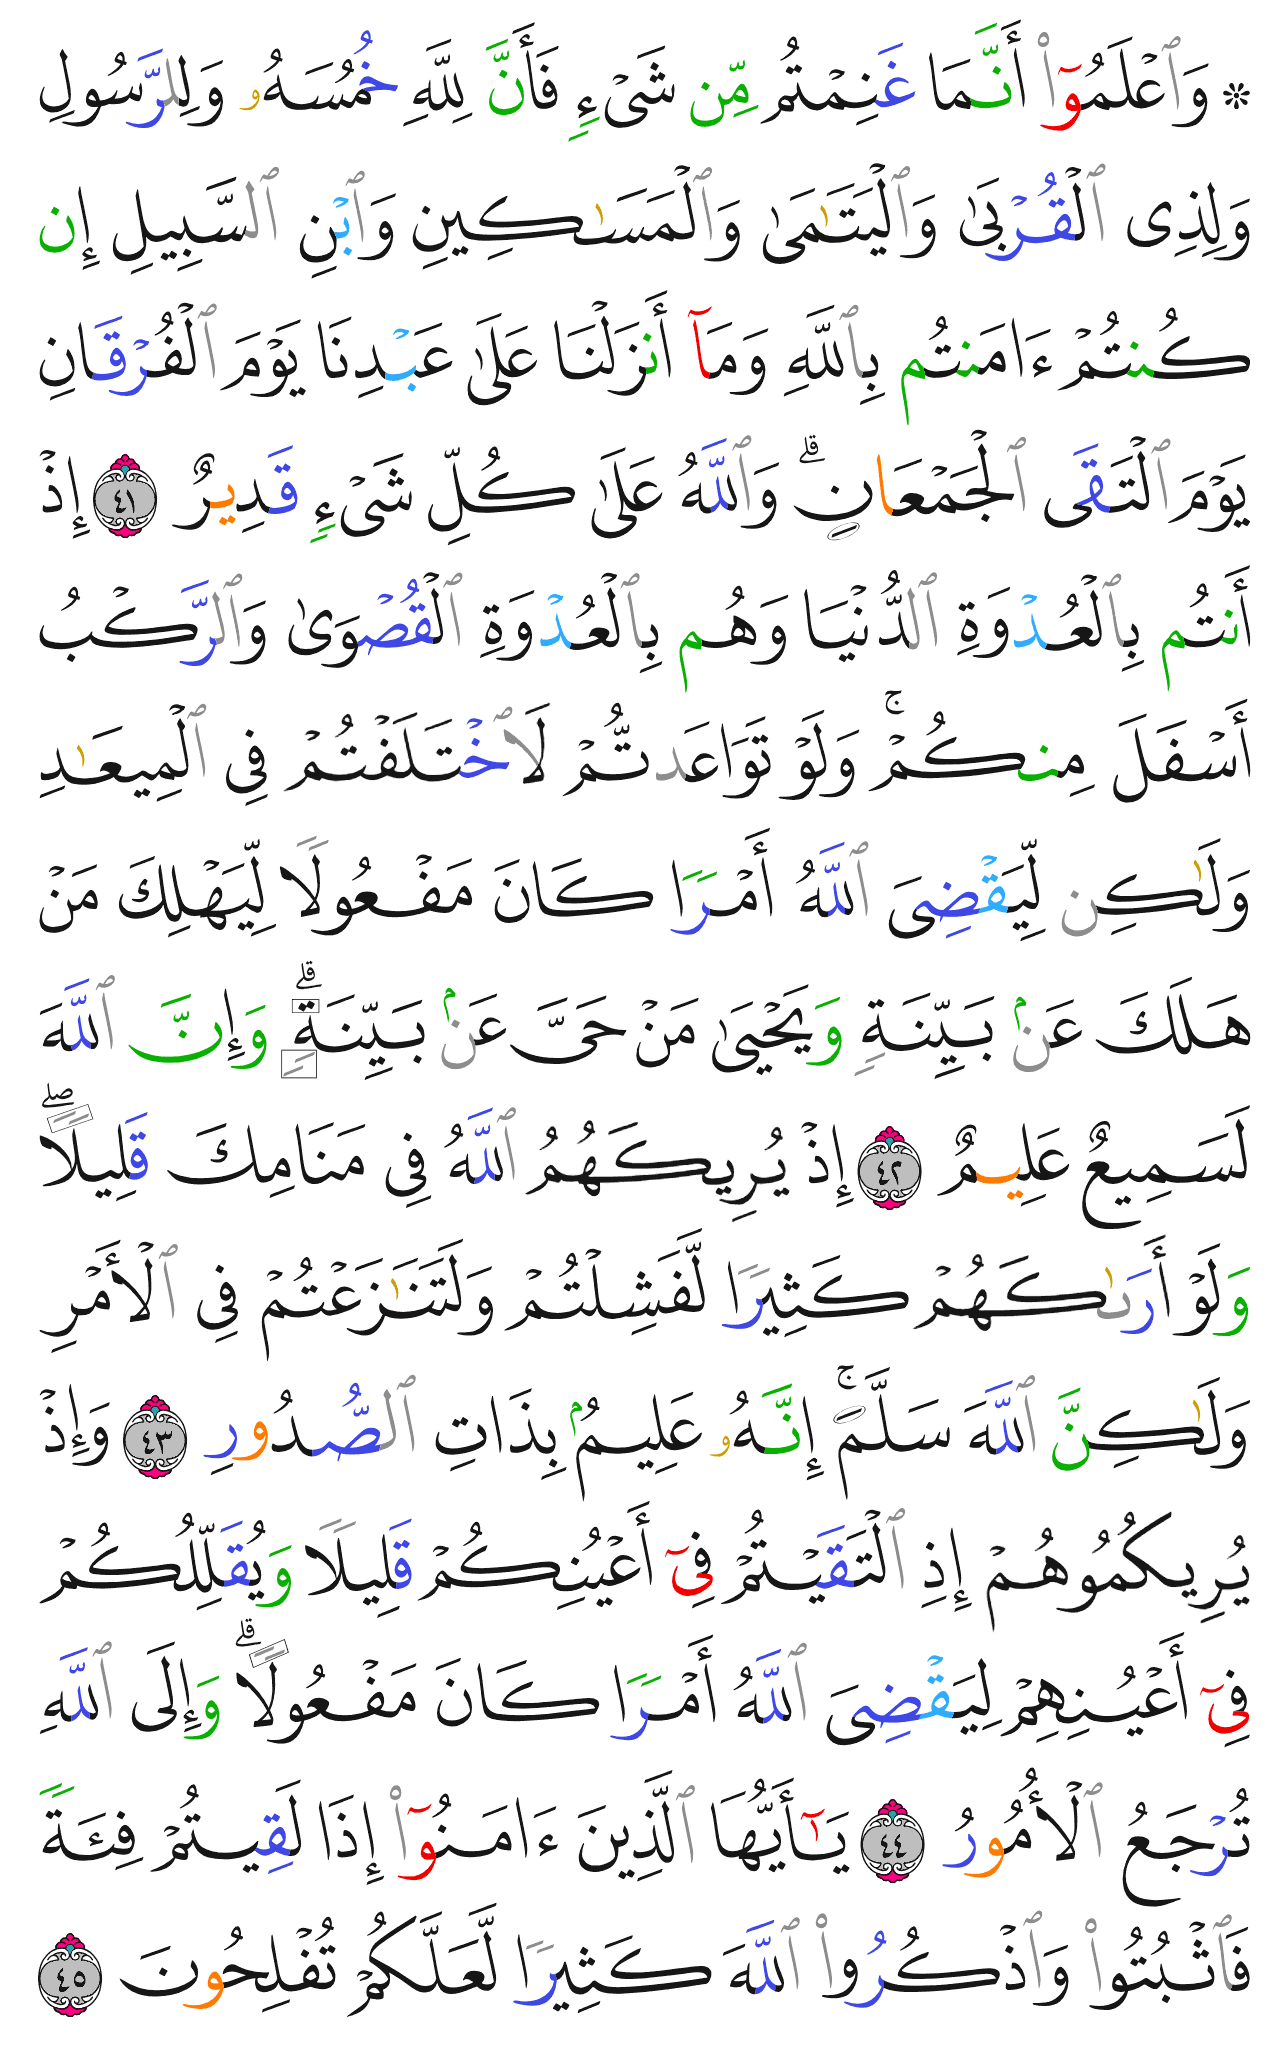 ۞ وَٱعْلَمُوٓا۟ أَنَّمَا غَنِمْتُم مِّن شَىْءٍ فَأَنَّ لِلَّهِ خُمُسَهُۥ وَلِلرَّسُولِ
وَلِذِى ٱلْقُرْبَىٰ وَٱلْيَتَـٰمَىٰ وَٱلْمَسَـٰكِينِ وَٱبْنِ ٱلسَّبِيلِ إِن
كُنتُمْ ءَامَنتُم بِٱللَّهِ وَمَآ أَنزَلْنَا عَلَىٰ عَبْدِنَا يَوْمَ ٱلْفُرْقَانِ
يَوْمَ ٱلْتَقَى ٱلْجَمْعَانِ ۗ وَٱللَّهُ عَلَىٰ كُلِّ شَىْءٍ قَدِيرٌ ٤١ إِذْ
أَنتُم بِٱلْعُدْوَةِ ٱلدُّنْيَا وَهُم بِٱلْعُدْوَةِ ٱلْقُصْوَىٰ وَٱلرَّكْبُ
أَسْفَلَ مِنكُمْ ۚ وَلَوْ تَوَاعَدتُّمْ لَٱخْتَلَفْتُمْ فِى ٱلْمِيعَـٰدِ
وَلَـٰكِن لِّيَقْضِىَ ٱللَّهُ أَمْرًا كَانَ مَفْعُولًا لِّيَهْلِكَ مَنْ
هَلَكَ عَنۢ بَيِّنَةٍ وَيَحْيَىٰ مَنْ حَىَّ عَنۢ بَيِّنَةٍ ۗ وَإِنَّ ٱللَّهَ
لَسَمِيعٌ عَلِيمٌ ٤٢ إِذْ يُرِيكَهُمُ ٱللَّهُ فِى مَنَامِكَ قَلِيلًا ۖ
وَلَوْ أَرَىٰكَهُمْ كَثِيرًا لَّفَشِلْتُمْ وَلَتَنَـٰزَعْتُمْ فِى ٱلْأَمْرِ
وَلَـٰكِنَّ ٱللَّهَ سَلَّمَ ۚ إِنَّهُۥ عَلِيمٌۢ بِذَاتِ ٱلصُّدُورِ ٤٣ وَإِذْ
يُرِيكُمُوهُمْ إِذِ ٱلْتَقَيْتُمْ فِىٓ أَعْيُنِكُمْ قَلِيلًا وَيُقَلِّلُكُمْ
فِىٓ أَعْيُنِهِمْ لِيَقْضِىَ ٱللَّهُ أَمْرًا كَانَ مَفْعُولًا ۗ وَإِلَى ٱللَّهِ
تُرْجَعُ ٱلْأُمُورُ ٤٤ يَـٰٓأَيُّهَا ٱلَّذِينَ ءَامَنُوٓا۟ إِذَا لَقِيتُمْ فِئَةً
فَٱثْبُتُوا۟ وَٱذْكُرُوا۟ ٱللَّهَ كَثِيرًا لَّعَلَّكُمْ تُفْلِحُونَ ٤٥